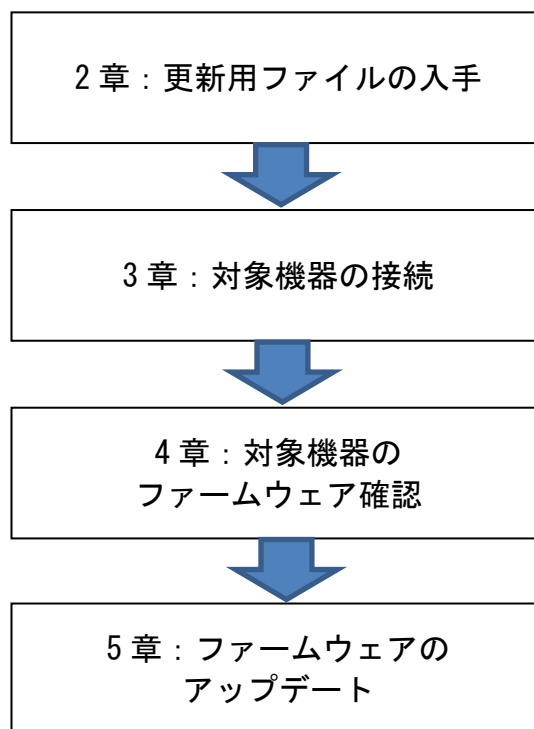 2章：更新用ファイルの入手
3章：対象機器の接続
4章：対象機器の
ファームウェア確認
5章：ファームウェアの
アップデート